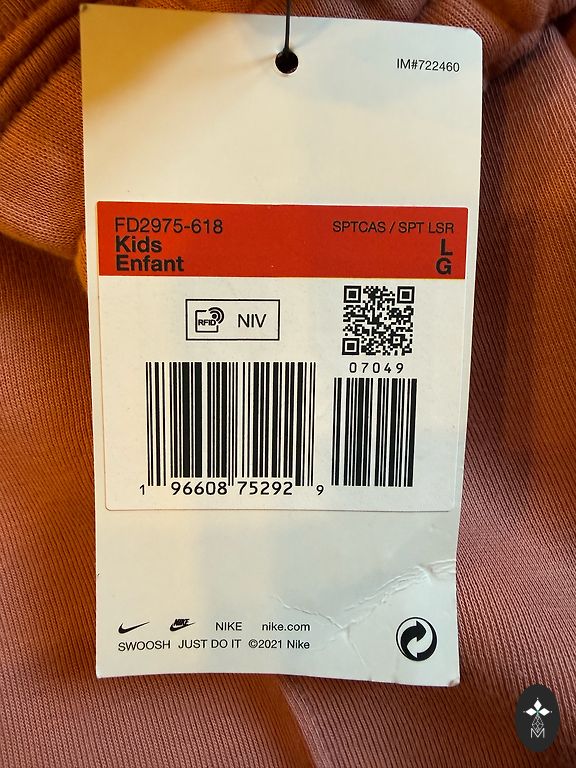 IM#722460
FD2975-618 SPTCAS / SPT LSR
Kids L
Enfant G
RFID NIV
07049
1 96608 75292 9
NIKE nike.com
SWOOSH JUST DO IT ©2021 Nike
M